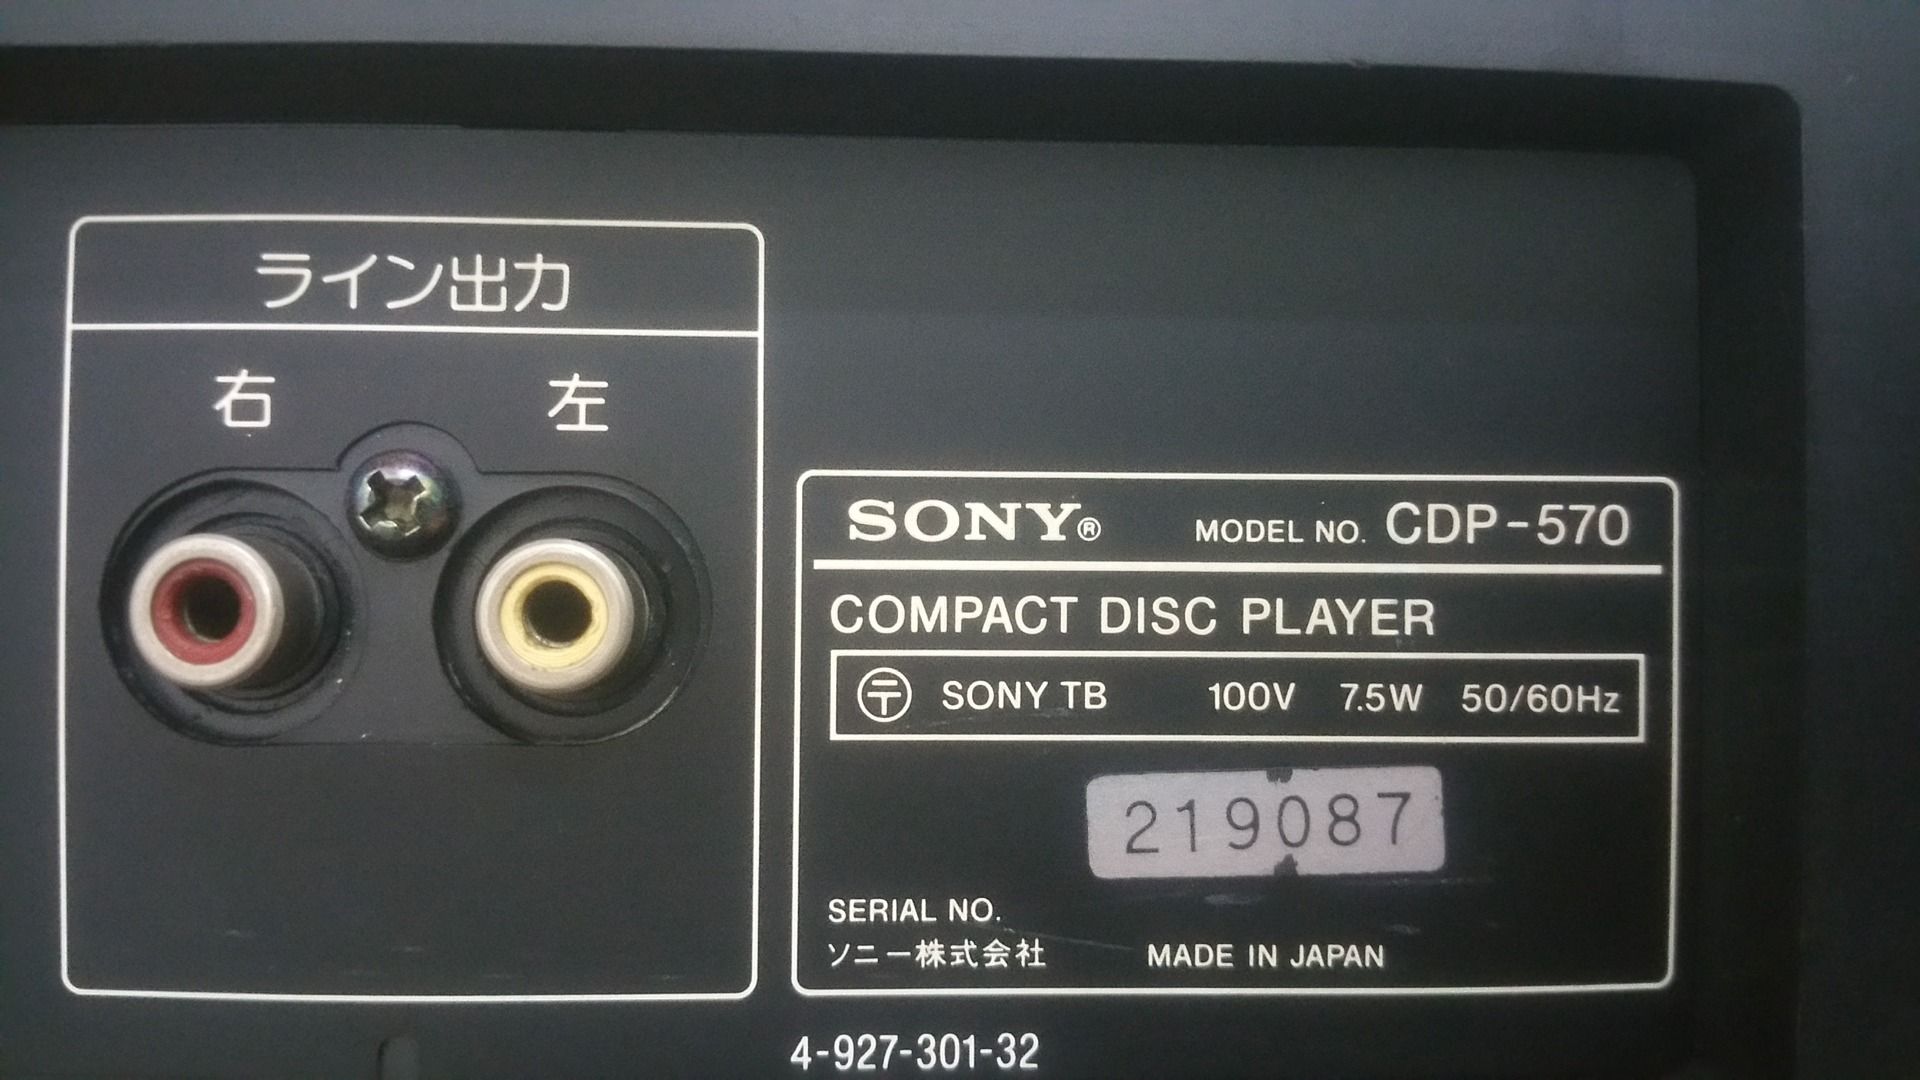 ライン出力
右 左
SONY® MODEL NO. CDP-570
COMPACT DISC PLAYER
〒 SONY TB 100V 7.5W 50/60Hz
219087
SERIAL NO.
ソニー株式会社 MADE IN JAPAN
4-927-301-32